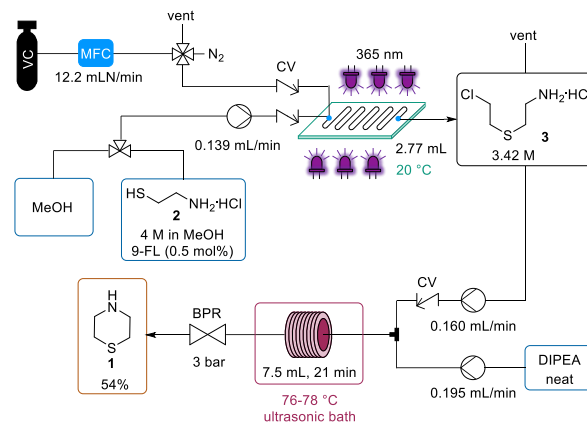 vent
VC
MFC
12.2 mLN/min
N2
CV
365 nm
vent
0.139 mL/min
2.77 mL
20 °C
Cl
NH2•HCl
S
3
3.42 M
MeOH
HS
NH2•HCl
2
4 M in MeOH
9-FL (0.5 mol%)
CV
0.160 mL/min
H
N
S
1
54%
BPR
3 bar
7.5 mL, 21 min
76-78 °C
ultrasonic bath
0.195 mL/min
DIPEA
neat